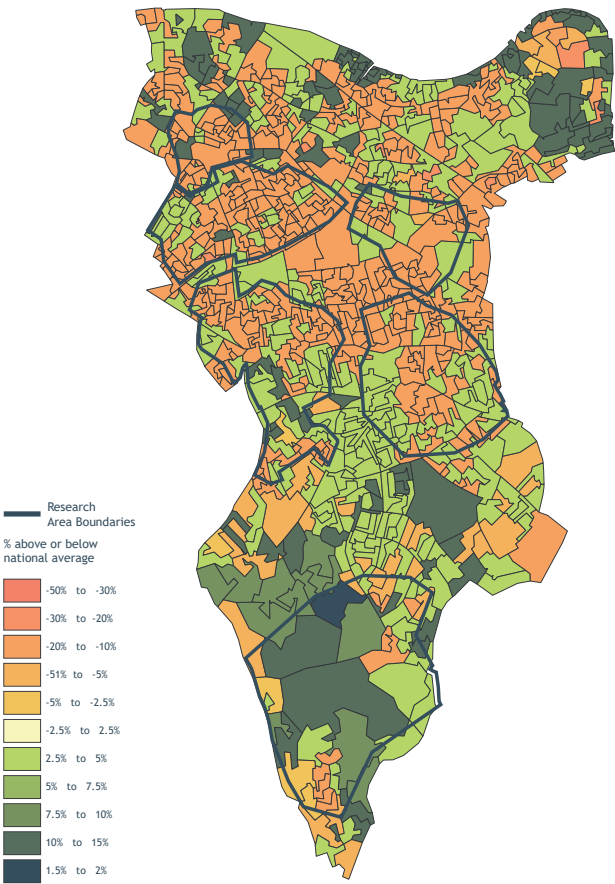 Research
Area Boundaries
% above or below
national average
-50% to -30%
-30% to -20%
-20% to -10%
-51% to -5%
-5% to -2.5%
-2.5% to 2.5%
2.5% to 5%
5% to 7.5%
7.5% to 10%
10% to 15%
1.5% to 2%